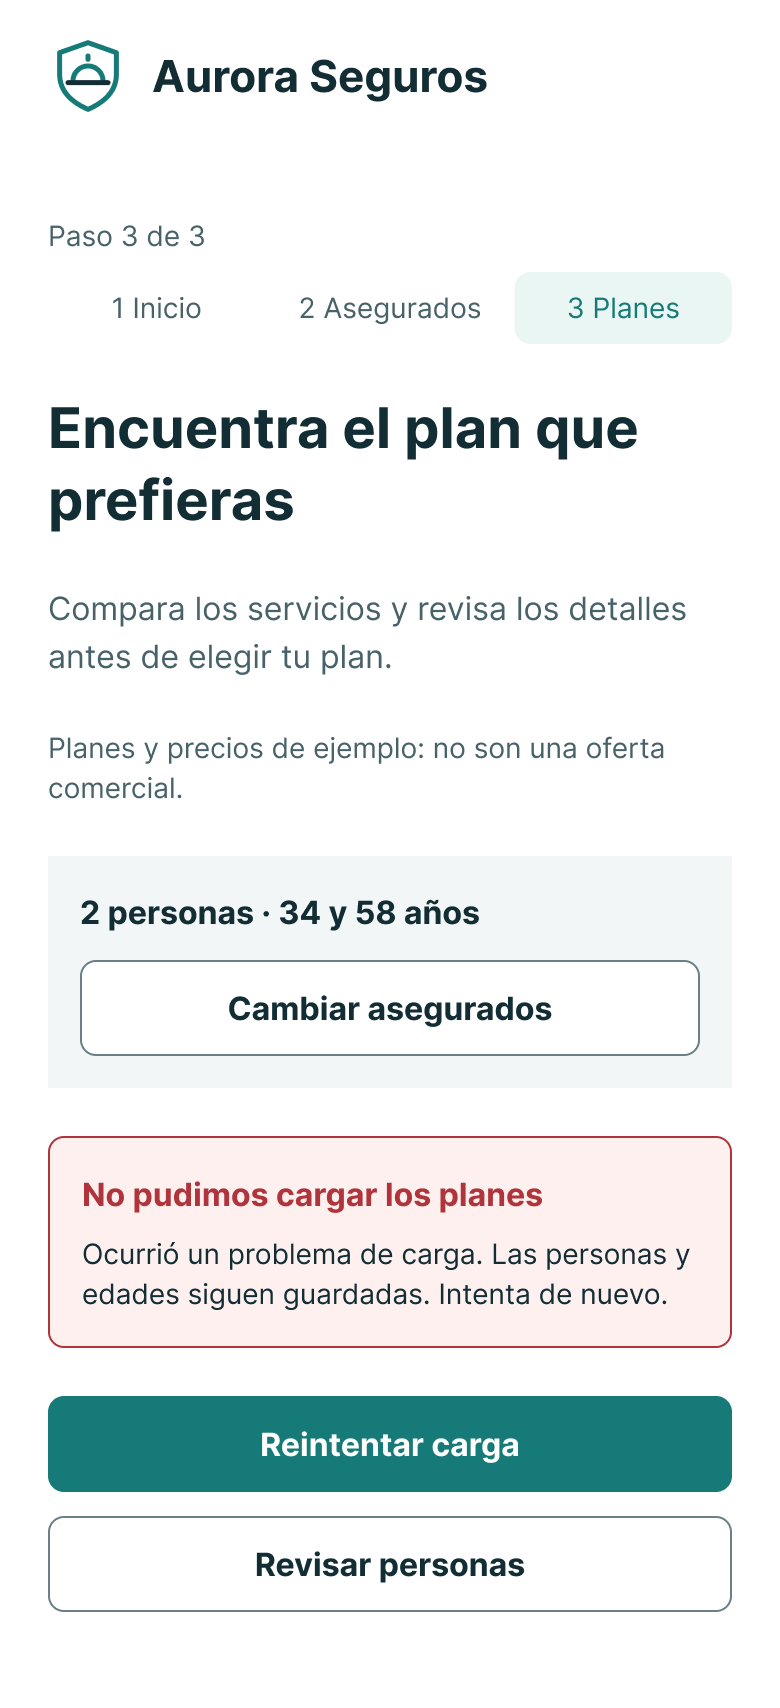 Aurora Seguros
Paso 3 de 3
1 Inicio
2 Asegurados
3 Planes
Encuentra el plan que
prefieras
Compara los servicios y revisa los detalles
antes de elegir tu plan.
Planes y precios de ejemplo: no son una oferta
comercial.
2 personas · 34 y 58 años
Cambiar asegurados
No pudimos cargar los planes
Ocurrió un problema de carga. Las personas y
edades siguen guardadas. Intenta de nuevo.
Reintentar carga
Revisar personas